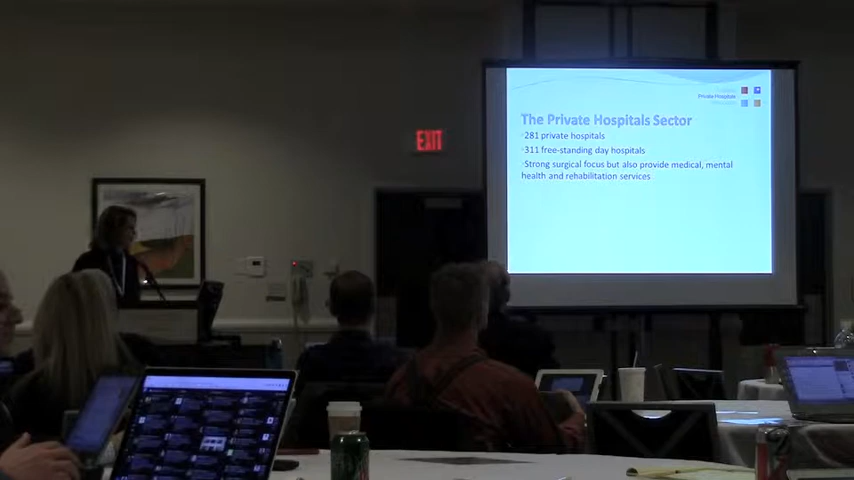 EXIT
Private Hospitals
The Private Hospitals Sector
281 private hospitals
311 free-standing day hospitals
Strong surgical focus but also provide medical, mental
health and rehabilitation services